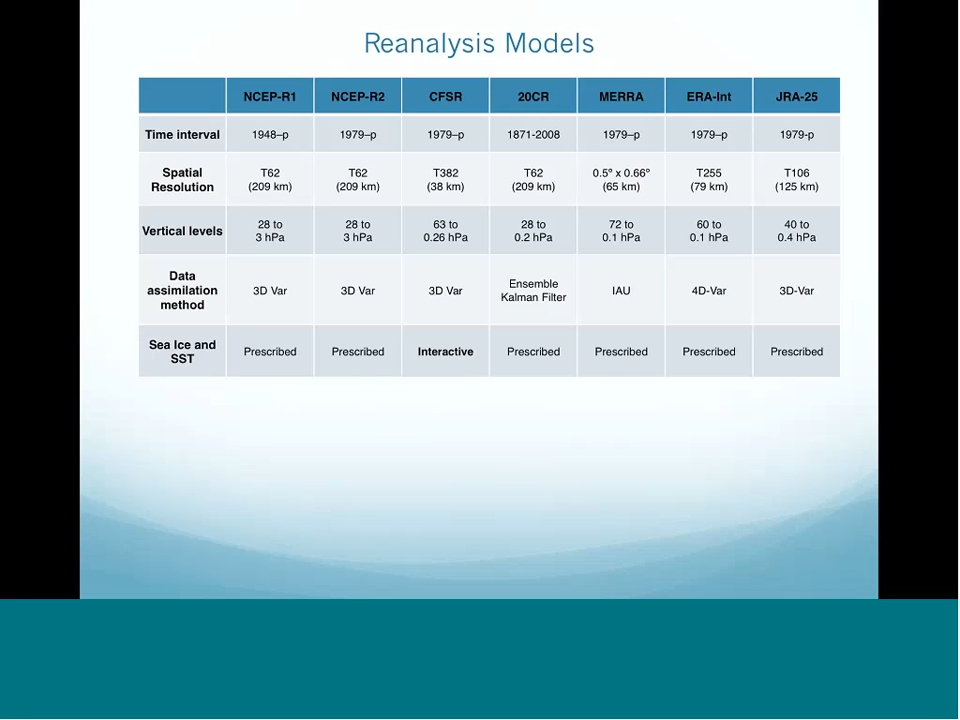 Reanalysis Models
NCEP-R1 NCEP-R2 CFSR 20CR MERRA ERA-Int JRA-25
Time interval 1948–p 1979–p 1979–p 1871-2008 1979–p 1979–p 1979-p
Spatial T62 T62 T382 T62 0.5° x 0.66° T255 T106
Resolution (209 km) (209 km) (38 km) (209 km) (65 km) (79 km) (125 km)
Vertical levels 28 to 28 to 63 to 28 to 72 to 60 to 40 to
3 hPa 3 hPa 0.26 hPa 0.2 hPa 0.1 hPa 0.1 hPa 0.4 hPa
Data
assimilation
method 3D Var 3D Var 3D Var Ensemble
Kalman Filter IAU 4D-Var 3D-Var
Sea Ice and
SST Prescribed Prescribed Interactive Prescribed Prescribed Prescribed Prescribed